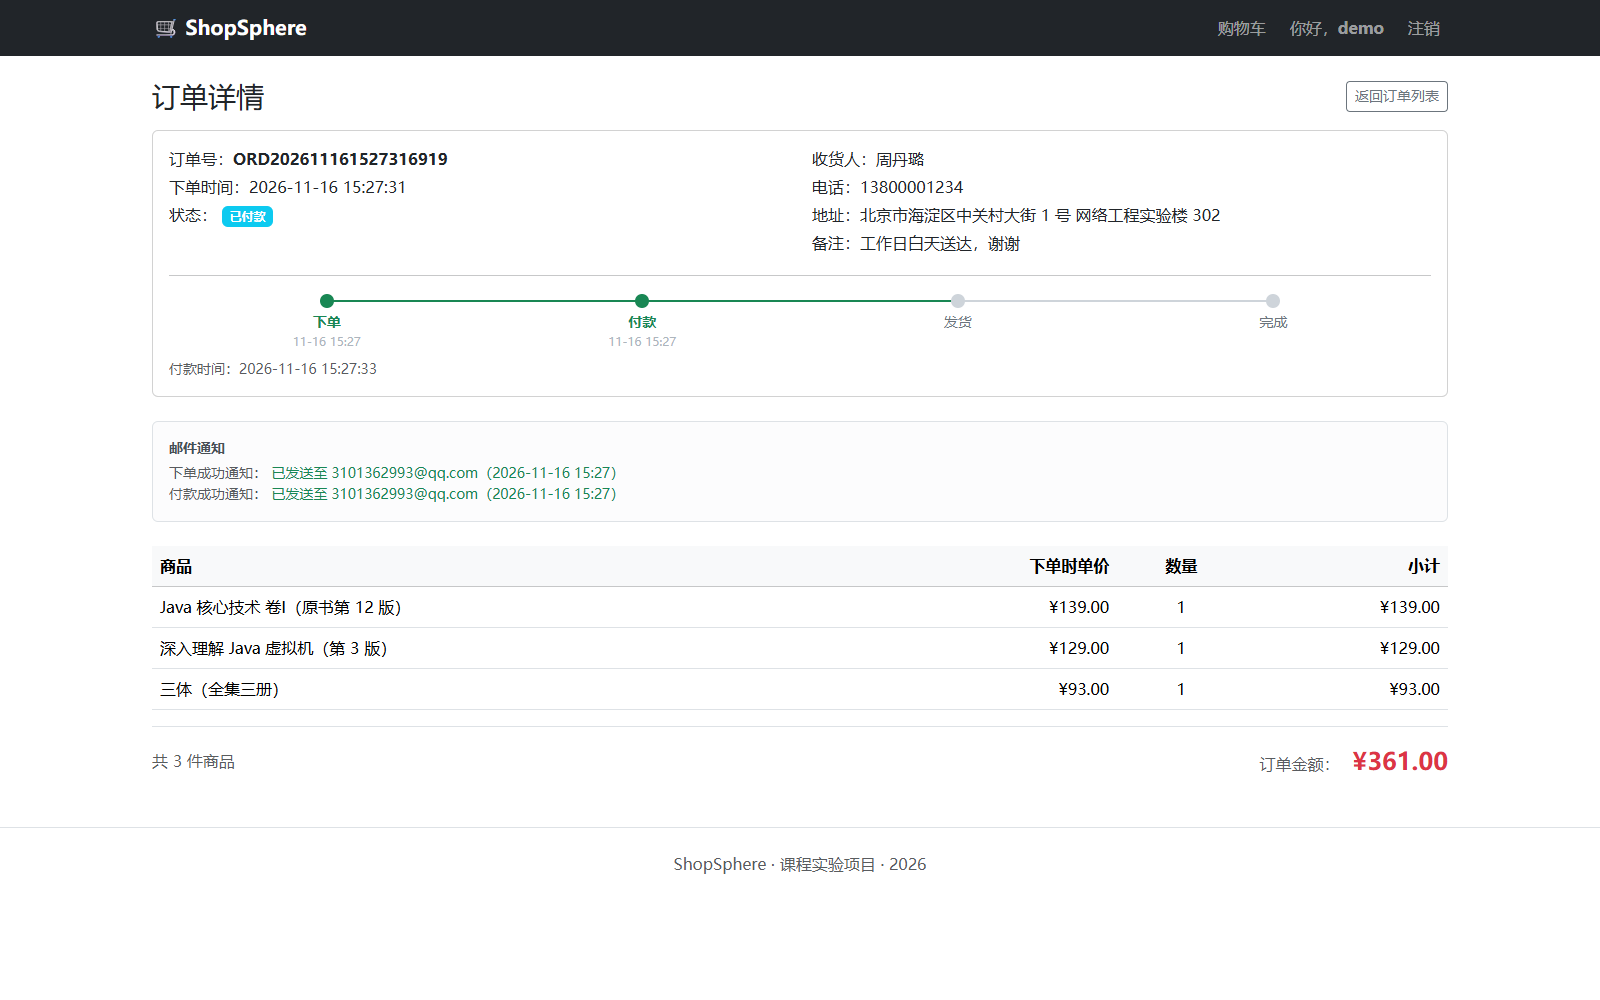 ShopSphere
购物车 你好，demo 注销
订单详情
返回订单列表
订单号：ORD202611161527316919
下单时间：2026-11-16 15:27:31
状态： 已付款
收货人：周丹璐
电话：13800001234
地址：北京市海淀区中关村大街 1 号 网络工程实验楼 302
备注：工作日白天送达，谢谢
下单
11-16 15:27
付款
11-16 15:27
发货
完成
付款时间：2026-11-16 15:27:33
邮件通知
下单成功通知： 已发送至 3101362993@qq.com（2026-11-16 15:27）
付款成功通知： 已发送至 3101362993@qq.com（2026-11-16 15:27）
商品 下单时单价 数量 小计
Java 核心技术 卷I（原书第 12 版） ¥139.00 1 ¥139.00
深入理解 Java 虚拟机（第 3 版） ¥129.00 1 ¥129.00
三体（全集三册） ¥93.00 1 ¥93.00
共 3 件商品
订单金额： ¥361.00
ShopSphere · 课程实验项目 · 2026